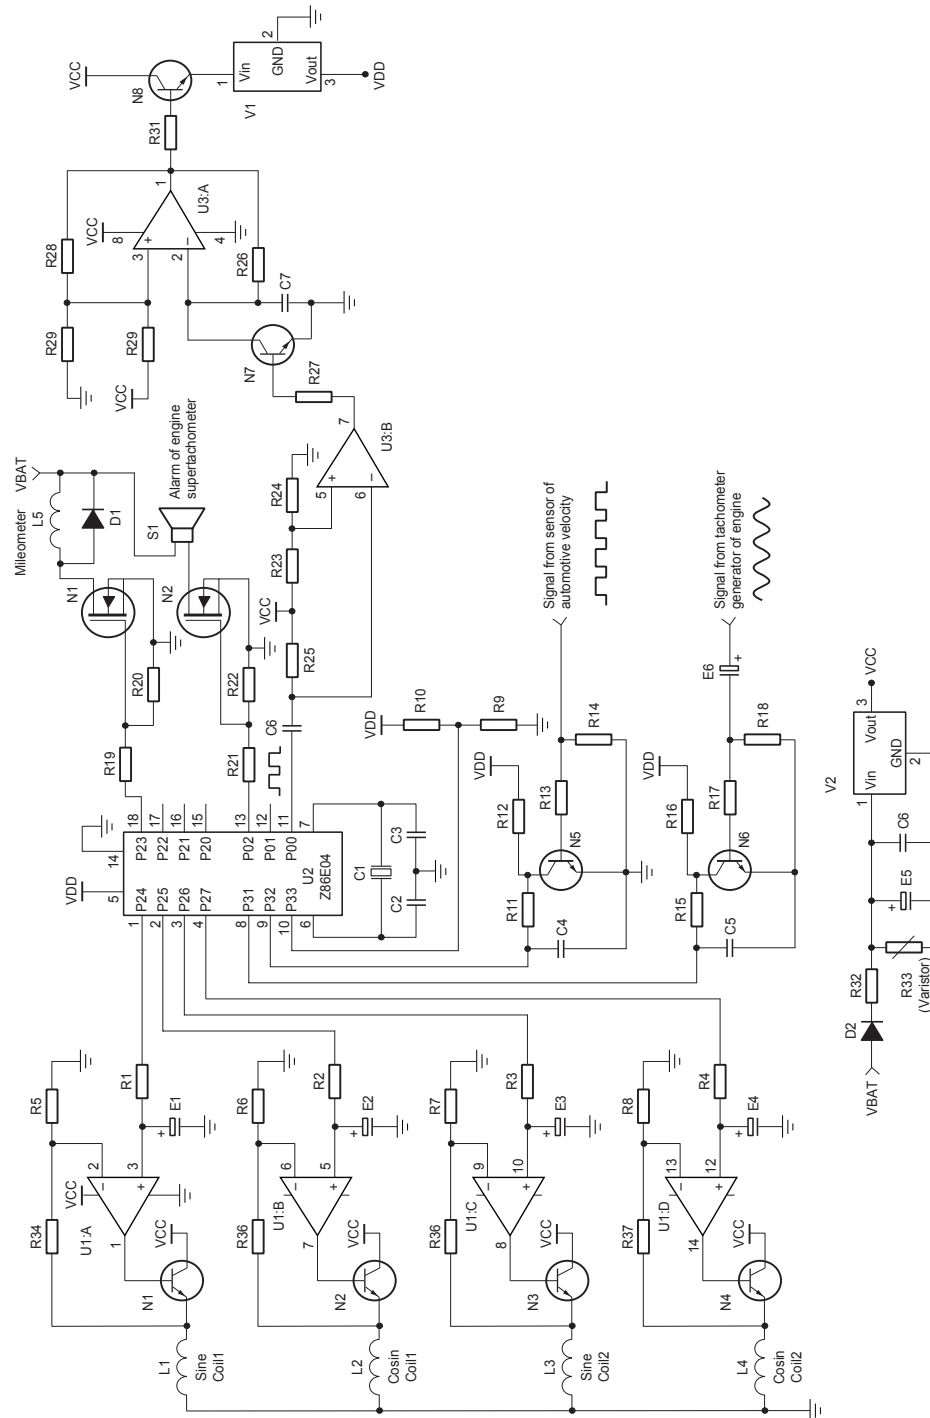 VCC
N8
R31
1
Vin
2
GND
Vout
3
VDD
V1
1
U3:A
R28
VCC
8
3
+
2
–
4
R26
R29
R29
VCC
C7
N7
R27
7
U3:B
5
+
6
–
R24
R23
VCC
R25
Mileometer
VBAT
L5
D1
S1
Alarm of engine
supertachometer
N1
N2
R20
R22
R19
R21
C6
VDD
R10
R9
Signal from sensor of
automotive velocity
Signal from tachometer
generator of engine
E6
+
R14
R18
VDD
R12
R13
N5
R11
C4
VDD
R16
R17
N6
R15
C5
14
VDD
5
18
17
16
15
13
12
11
7
P23
P22
P21
P20
P02
P01
P00
P24
P25
P26
P27
P31
P32
P33
U2
Z86E04
1
2
3
4
8
9
10
6
C1
C2
C3
V2
VCC
3
Vout
GND
2
Vin
1
C6
E5
+
R33
(Varistor)
R32
D2
VBAT
R5
R1
E1
+
2
–
3
+
VCC
U1:A
1
R34
N1
VCC
L1
Sine
Coil1
R6
R2
E2
+
6
–
5
+
U1:B
7
R36
N2
VCC
L2
Cosin
Coil1
R7
R3
E3
+
9
–
10
+
U1:C
8
R36
N3
VCC
L3
Sine
Coil2
R8
R4
E4
+
13
–
12
+
U1:D
14
R37
N4
VCC
L4
Cosin
Coil2